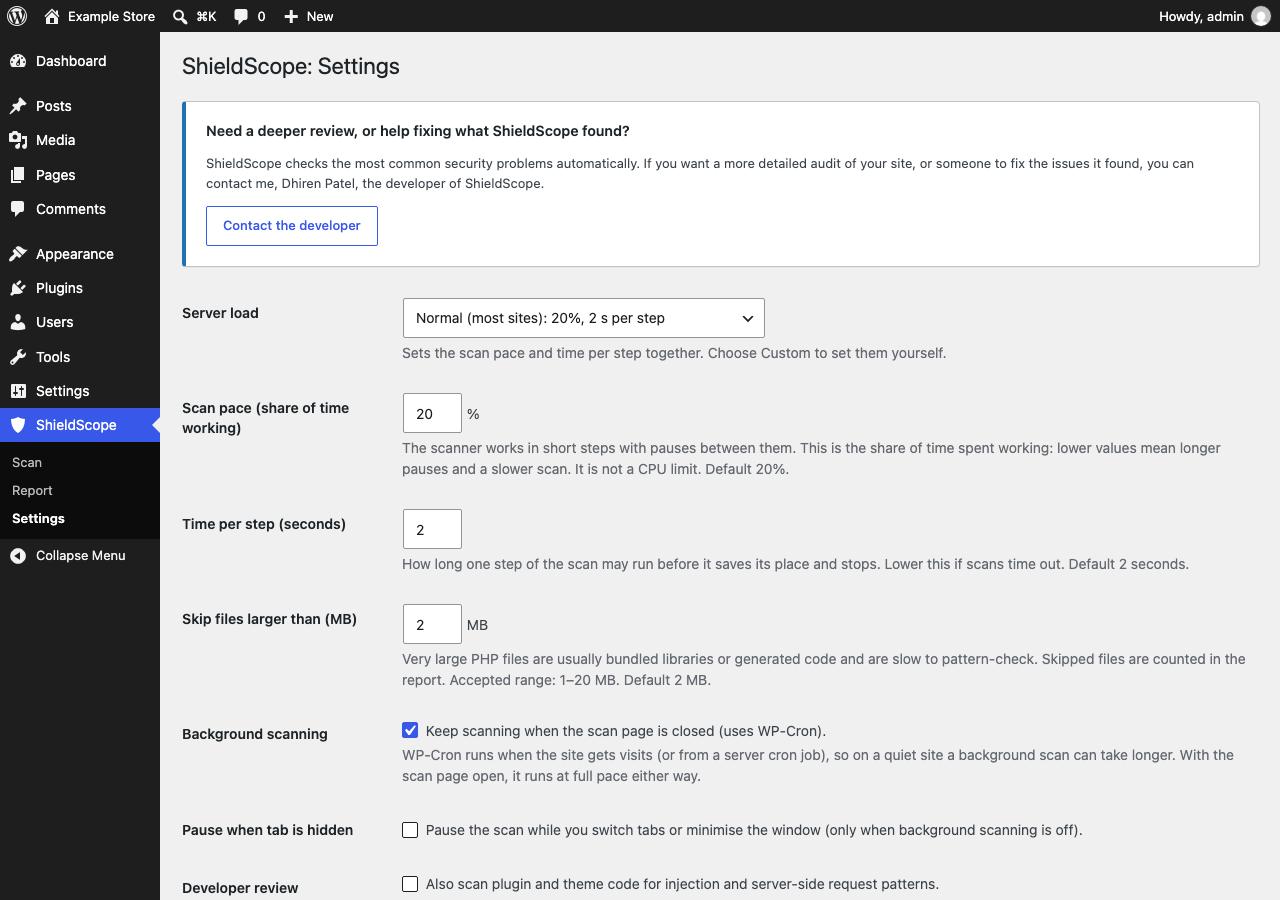 Example Store
⌘K
0
New
Howdy, admin
Dashboard
Posts
Media
Pages
Comments
Appearance
Plugins
Users
Tools
Settings
ShieldScope
Scan
Report
Settings
Collapse Menu
ShieldScope: Settings
Need a deeper review, or help fixing what ShieldScope found?
ShieldScope checks the most common security problems automatically. If you want a more detailed audit of your site, or someone to fix the issues it found, you can
contact me, Dhiren Patel, the developer of ShieldScope.
Contact the developer
Server load
Normal (most sites): 20%, 2 s per step
Sets the scan pace and time per step together. Choose Custom to set them yourself.
Scan pace (share of time
working)
20 %
The scanner works in short steps with pauses between them. This is the share of time spent working: lower values mean longer
pauses and a slower scan. It is not a CPU limit. Default 20%.
Time per step (seconds)
2
How long one step of the scan may run before it saves its place and stops. Lower this if scans time out. Default 2 seconds.
Skip files larger than (MB)
2 MB
Very large PHP files are usually bundled libraries or generated code and are slow to pattern-check. Skipped files are counted in the
report. Accepted range: 1–20 MB. Default 2 MB.
Background scanning
Keep scanning when the scan page is closed (uses WP-Cron).
WP-Cron runs when the site gets visits (or from a server cron job), so on a quiet site a background scan can take longer. With the
scan page open, it runs at full pace either way.
Pause when tab is hidden
Pause the scan while you switch tabs or minimise the window (only when background scanning is off).
Developer review
Also scan plugin and theme code for injection and server-side request patterns.